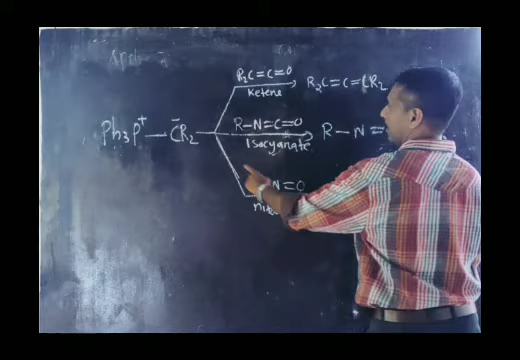 R₂C=C=O
Ketene
R₂C=C=CR₂
Ph₃P⁺—C̄R₂
R—N=C=O
Isocyanate
R—N=
N=O